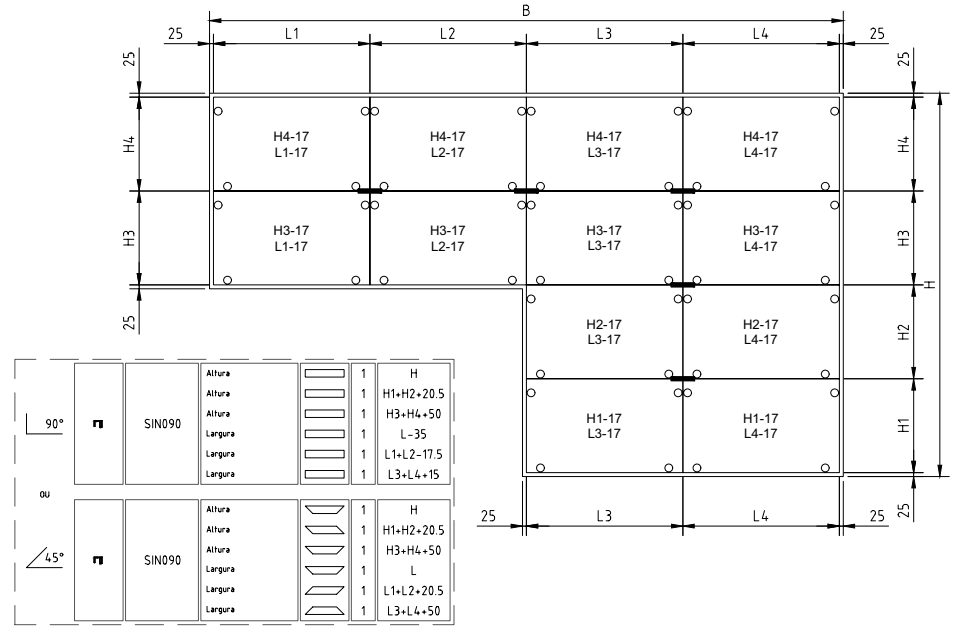 B
25 L1 L2 L3 L4 25
25 25
H4 H4-17 H4-17 H4-17 H4-17 H4
L1-17 L2-17 L3-17 L4-17
H3 H3-17 H3-17 H3-17 H3-17 H3
L1-17 L2-17 L3-17 L4-17
H
25 H2-17 H2-17 H2
L3-17 L4-17
H1-17 H1-17 H1
L3-17 L4-17
25 L3 L4 25 25
90° SIN090
Altura 1 H
Altura 1 H1+H2+20.5
Altura 1 H3+H4+50
Largura 1 L-35
Largura 1 L1+L2-17.5
Largura 1 L3+L4+15
ou
45° SIN090
Altura 1 H
Altura 1 H1+H2+20.5
Altura 1 H3+H4+50
Largura 1 L
Largura 1 L1+L2+20.5
Largura 1 L3+L4+50